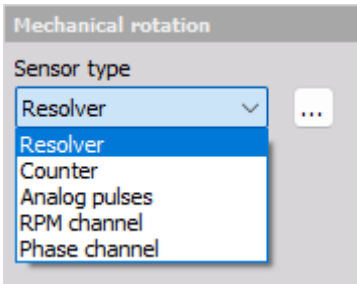 Mechanical rotation
Sensor type
Resolver
...
Resolver
Counter
Analog pulses
RPM channel
Phase channel